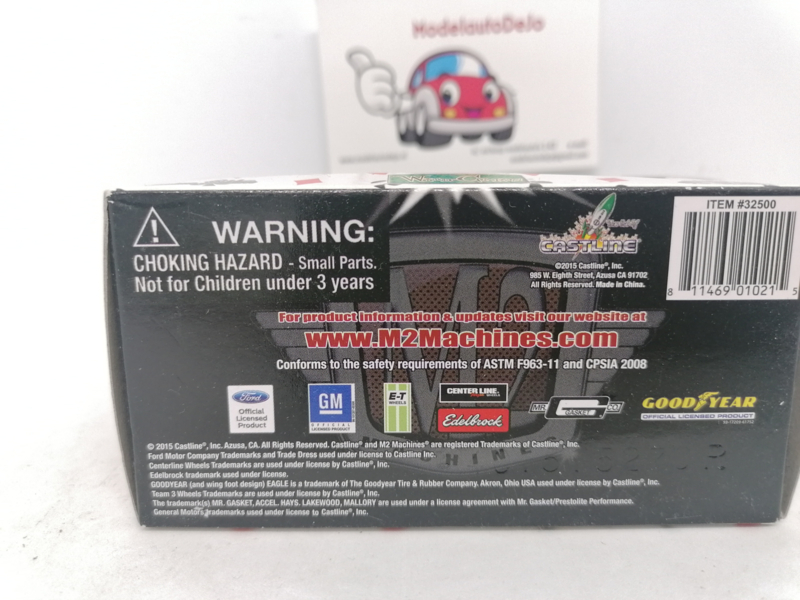 ModelautoDeJo
WARNING:
CHOKING HAZARD - Small Parts.
Not for Children under 3 years
CASTLINE
©2015 Castline®, Inc.
985 W. Eighth Street, Azusa CA 91702
All Rights Reserved. Made in China.
ITEM #32500
8 11469 01021 5
For product information & updates visit our website at
www.M2Machines.com
Conforms to the safety requirements of ASTM F963-11 and CPSIA 2008
Ford
Official
Licensed
Product
GM
OFFICIAL
LICENSED PRODUCT
E-T
WHEELS
CENTER LINE
Edelbrock
MR GASKET CO
GOODYEAR
OFFICIAL LICENSED PRODUCT
© 2015 Castline®, Inc. Azusa, CA. All Rights Reserved. Castline® and M2 Machines® are registered Trademarks of Castline®, Inc.
Ford Motor Company Trademarks and Trade Dress used under license to Castline Inc.
Centerline Wheels Trademarks are used under license by Castline®, Inc.
Edelbrock trademark used under license.
GOODYEAR (and wing foot design) EAGLE is a trademark of The Goodyear Tire & Rubber Company. Akron, Ohio USA used under license by Castline®, Inc.
Team 3 Wheels Trademarks are used under license by Castline®, Inc.
The trademark(s) MR. GASKET, ACCEL. HAYS. LAKEWOOD, MALLORY are used under a license agreement with Mr. Gasket/Prestolite Performance.
General Motors Trademarks used under license to Castline®, Inc.